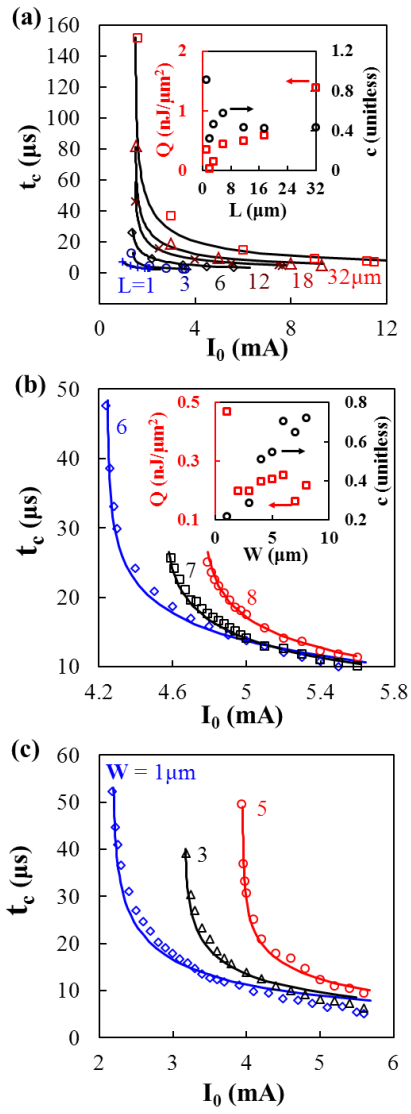 (a)
160
140
120
100
80
60
40
20
0
t_c (µs)
0 4 8 12
I₀ (mA)
L=1 3 6 12 18 32µm
2
1
0
Q (nJ/µm²)
1.2
0.8
0.4
0
c (unitless)
0 8 16 24 32
L (µm)
(b)
50
40
30
20
10
t_c (µs)
4.2 4.6 5 5.4 5.8
I₀ (mA)
6
7
8
0.5
0.3
0.1
Q (nJ/µm²)
0.8
0.6
0.4
0.2
c (unitless)
0 5 10
W (µm)
(c)
60
50
40
30
20
10
0
t_c (µs)
2 3 4 5 6
I₀ (mA)
W = 1µm
3
5